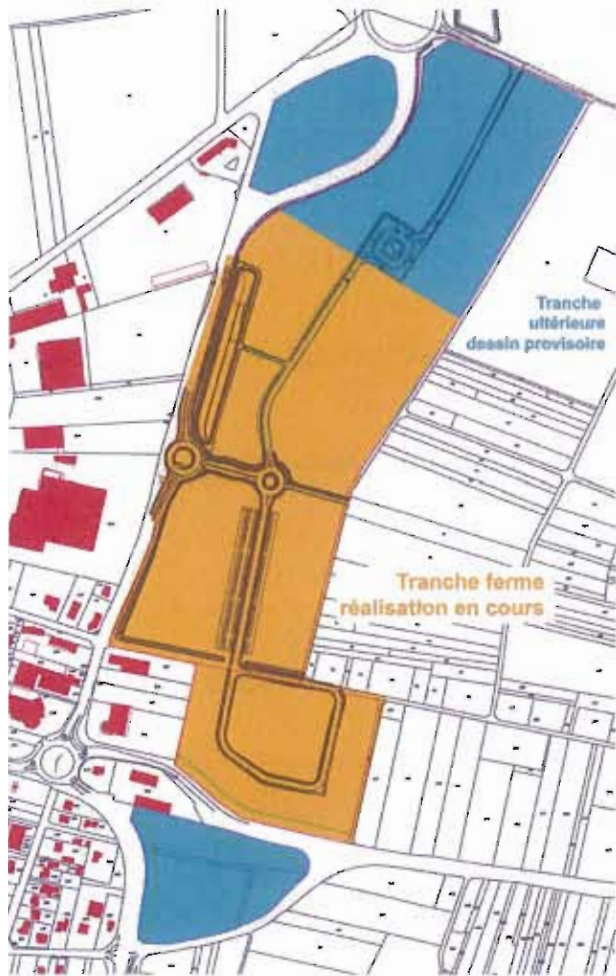 Tranche
ultérieure
dessin provisoire
Tranche ferme
réalisation en cours